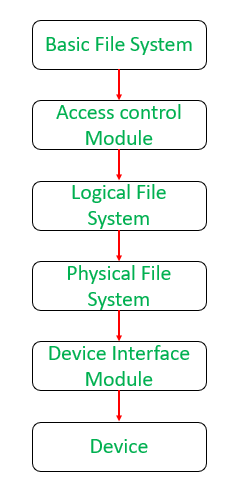 Basic File System
Access control
Module
Logical File
System
Physical File
System
Device Interface
Module
Device